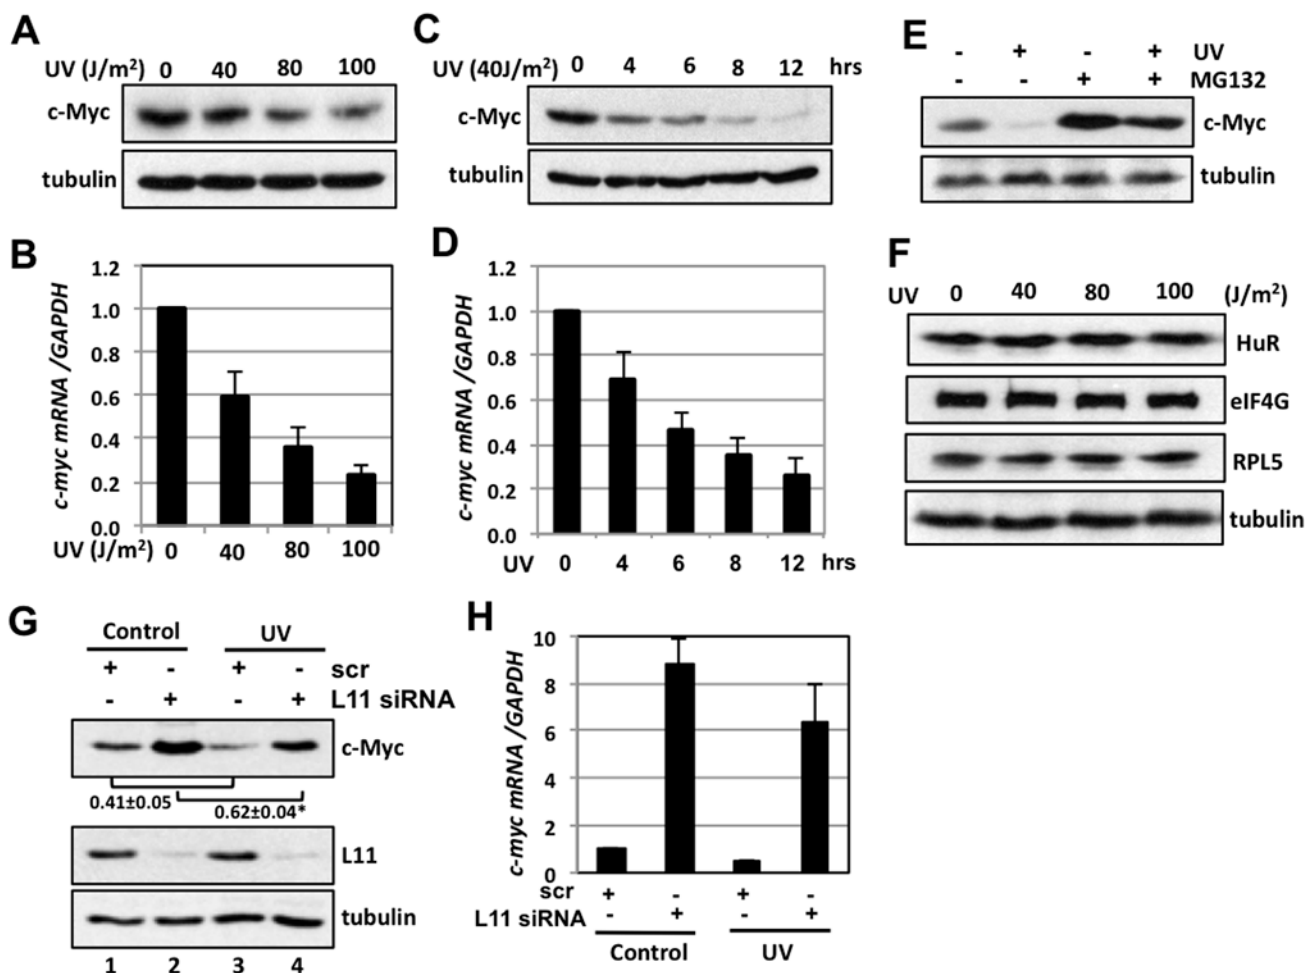 A
UV (J/m²) 0 40 80 100
c-Myc
tubulin
B
c-myc mRNA /GAPDH
1.2
1.0
0.8
0.6
0.4
0.2
0.0
UV (J/m²) 0 40 80 100
C
UV (40J/m²) 0 4 6 8 12 hrs
c-Myc
tubulin
D
c-myc mRNA /GAPDH
1.2
1.0
0.8
0.6
0.4
0.2
0.0
UV 0 4 6 8 12 hrs
E
- + - + UV
- - + + MG132
c-Myc
tubulin
F
UV 0 40 80 100 (J/m²)
HuR
eIF4G
RPL5
tubulin
G
Control UV
+ - + - scr
- + - + L11 siRNA
c-Myc
0.41±0.05
0.62±0.04*
L11
tubulin
1 2 3 4
H
c-myc mRNA /GAPDH
10
8
6
4
2
0
scr + - + -
L11 siRNA - + - +
Control UV